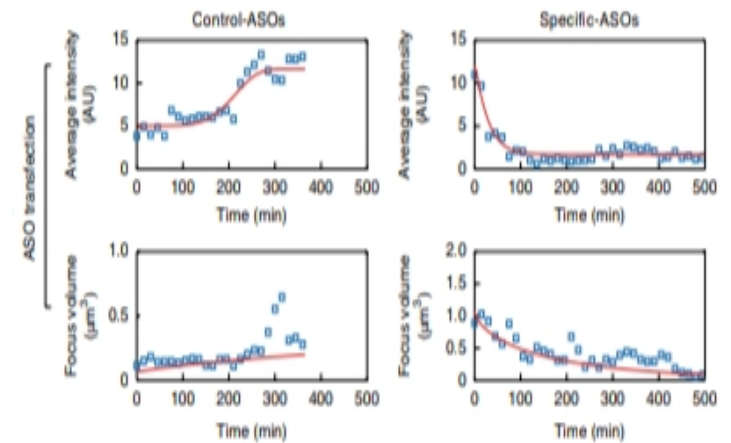 Control-ASOs
Specific-ASOs
ASO transfection
Average intensity
(AU)
15
10
5
0
0 100 200 300 400 500
Time (min)
Average intensity
(AU)
15
10
5
0
0 100 200 300 400 500
Time (min)
Focus volume
(μm³)
1.0
0.5
0
0 100 200 300 400 500
Time (min)
Focus volume
(μm³)
2.0
1.5
1.0
0.5
0
0 100 200 300 400 500
Time (min)